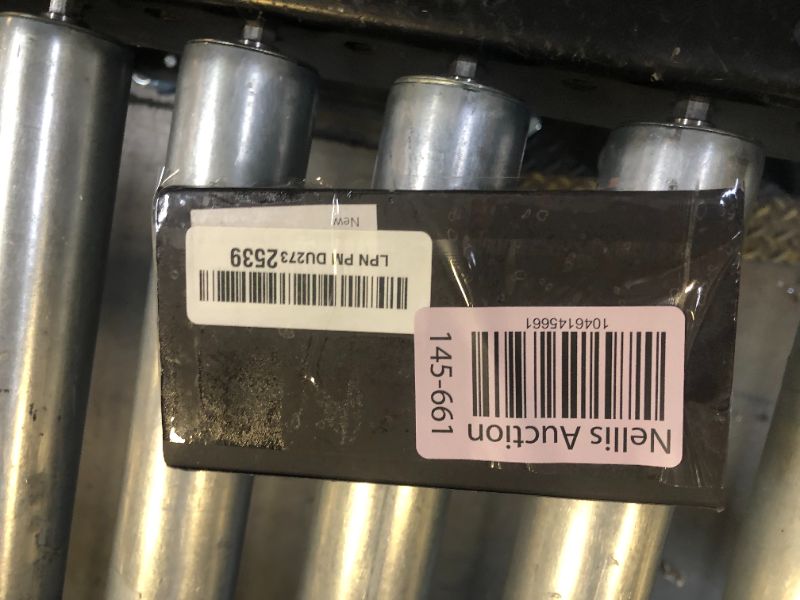 New
LPN PM DU2732539
1046145661
145-661
Nellis Auction